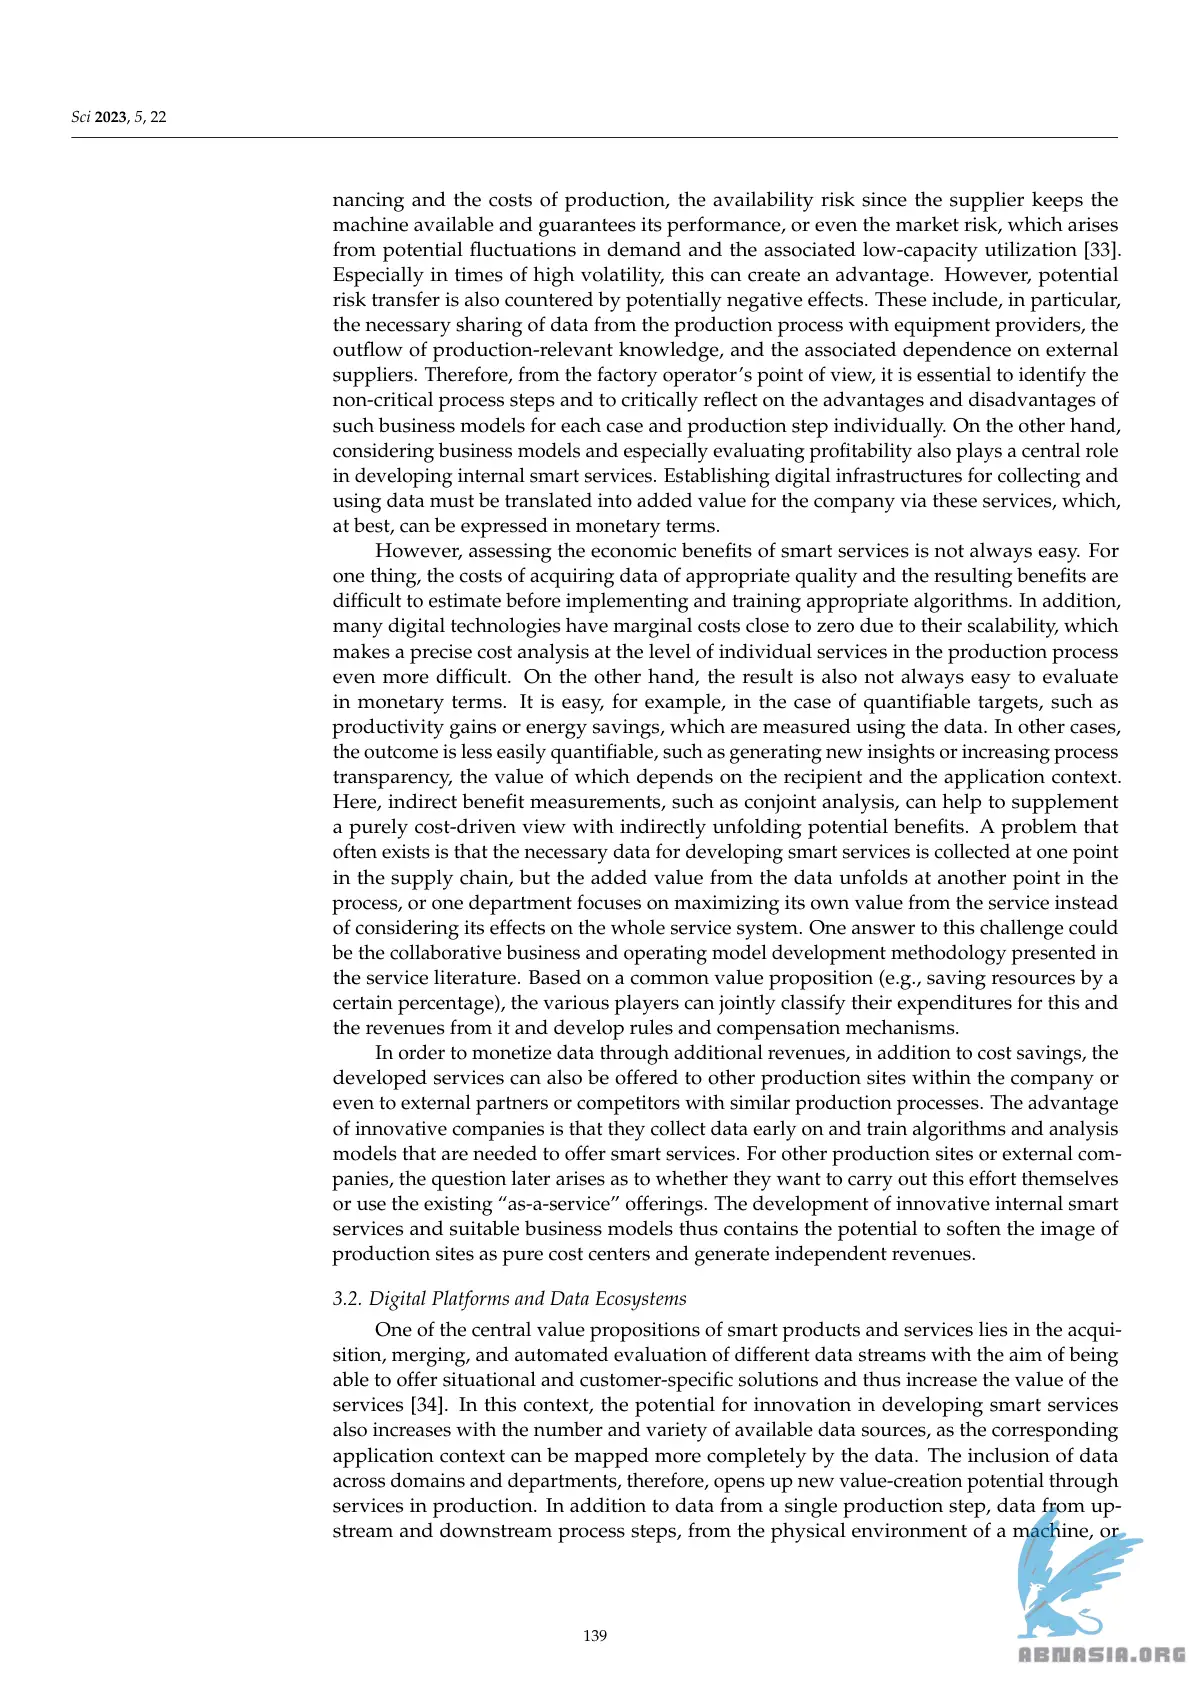 Sci 2023, 5, 22
nancing and the costs of production, the availability risk since the supplier keeps the
machine available and guarantees its performance, or even the market risk, which arises
from potential fluctuations in demand and the associated low-capacity utilization [33].
Especially in times of high volatility, this can create an advantage. However, potential
risk transfer is also countered by potentially negative effects. These include, in particular,
the necessary sharing of data from the production process with equipment providers, the
outflow of production-relevant knowledge, and the associated dependence on external
suppliers. Therefore, from the factory operator's point of view, it is essential to identify the
non-critical process steps and to critically reflect on the advantages and disadvantages of
such business models for each case and production step individually. On the other hand,
considering business models and especially evaluating profitability also plays a central role
in developing internal smart services. Establishing digital infrastructures for collecting and
using data must be translated into added value for the company via these services, which,
at best, can be expressed in monetary terms.
However, assessing the economic benefits of smart services is not always easy. For
one thing, the costs of acquiring data of appropriate quality and the resulting benefits are
difficult to estimate before implementing and training appropriate algorithms. In addition,
many digital technologies have marginal costs close to zero due to their scalability, which
makes a precise cost analysis at the level of individual services in the production process
even more difficult. On the other hand, the result is also not always easy to evaluate
in monetary terms. It is easy, for example, in the case of quantifiable targets, such as
productivity gains or energy savings, which are measured using the data. In other cases,
the outcome is less easily quantifiable, such as generating new insights or increasing process
transparency, the value of which depends on the recipient and the application context.
Here, indirect benefit measurements, such as conjoint analysis, can help to supplement
a purely cost-driven view with indirectly unfolding potential benefits. A problem that
often exists is that the necessary data for developing smart services is collected at one point
in the supply chain, but the added value from the data unfolds at another point in the
process, or one department focuses on maximizing its own value from the service instead
of considering its effects on the whole service system. One answer to this challenge could
be the collaborative business and operating model development methodology presented in
the service literature. Based on a common value proposition (e.g., saving resources by a
certain percentage), the various players can jointly classify their expenditures for this and
the revenues from it and develop rules and compensation mechanisms.
In order to monetize data through additional revenues, in addition to cost savings, the
developed services can also be offered to other production sites within the company or
even to external partners or competitors with similar production processes. The advantage
of innovative companies is that they collect data early on and train algorithms and analysis
models that are needed to offer smart services. For other production sites or external com-
panies, the question later arises as to whether they want to carry out this effort themselves
or use the existing “as-a-service” offerings. The development of innovative internal smart
services and suitable business models thus contains the potential to soften the image of
production sites as pure cost centers and generate independent revenues.
3.2. Digital Platforms and Data Ecosystems
One of the central value propositions of smart products and services lies in the acqui-
sition, merging, and automated evaluation of different data streams with the aim of being
able to offer situational and customer-specific solutions and thus increase the value of the
services [34]. In this context, the potential for innovation in developing smart services
also increases with the number and variety of available data sources, as the corresponding
application context can be mapped more completely by the data. The inclusion of data
across domains and departments, therefore, opens up new value-creation potential through
services in production. In addition to data from a single production step, data from up-
stream and downstream process steps, from the physical environment of a machine, or
139
ABNASIA.ORG